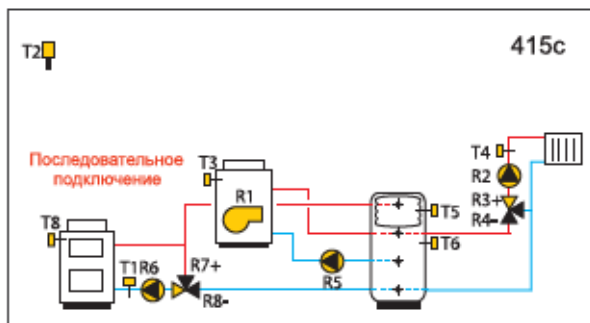 T2
415c
Последовательное
подключение
T3
T4
R2
R1
R3+
R4-
T5
T8
T6
T1 R6
R7+
R5
R8-